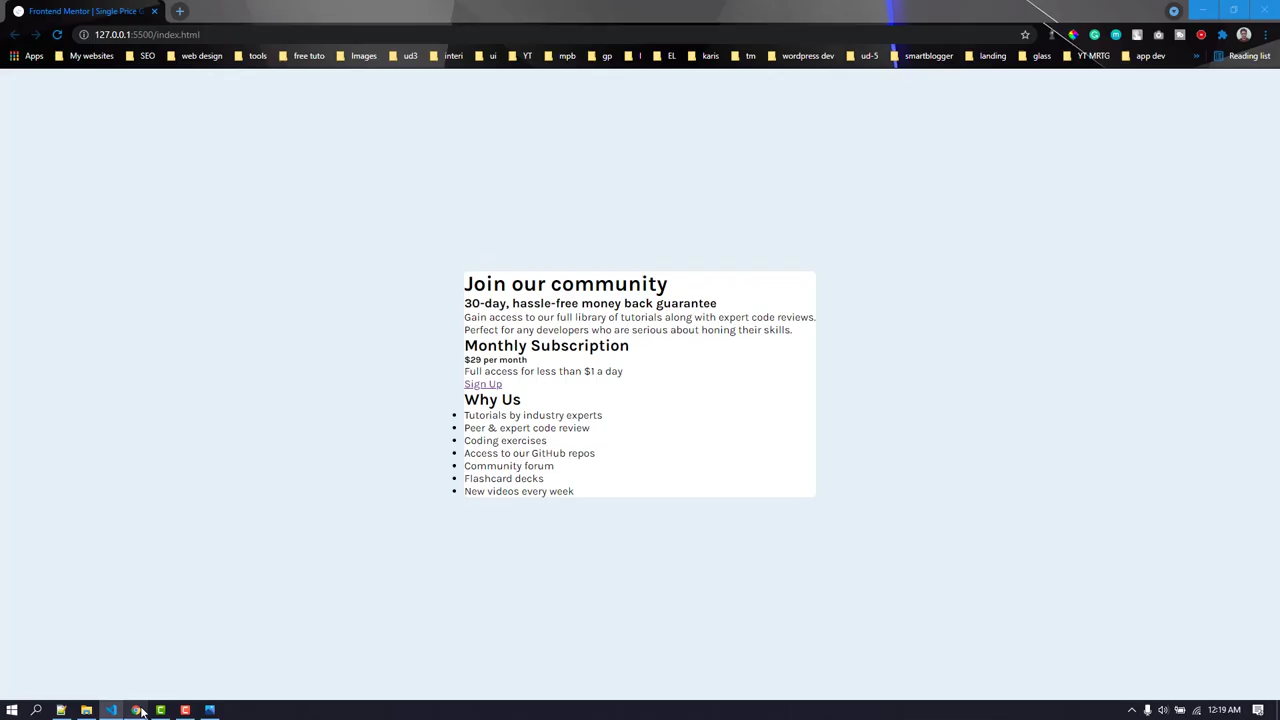 Frontend Mentor | Single Price
127.0.0.1:5500/index.html
Apps My websites SEO web design tools free tuto Images ud3 interi ui YT mpb gp I EL karis tm wordpress dev ud-5 smartblogger landing glass YT MRTG app dev » Reading list
Join our community
30-day, hassle-free money back guarantee
Gain access to our full library of tutorials along with expert code reviews.
Perfect for any developers who are serious about honing their skills.
Monthly Subscription
$29 per month
Full access for less than $1 a day
Sign Up
Why Us
Tutorials by industry experts
Peer & expert code review
Coding exercises
Access to our GitHub repos
Community forum
Flashcard decks
New videos every week
12:19 AM